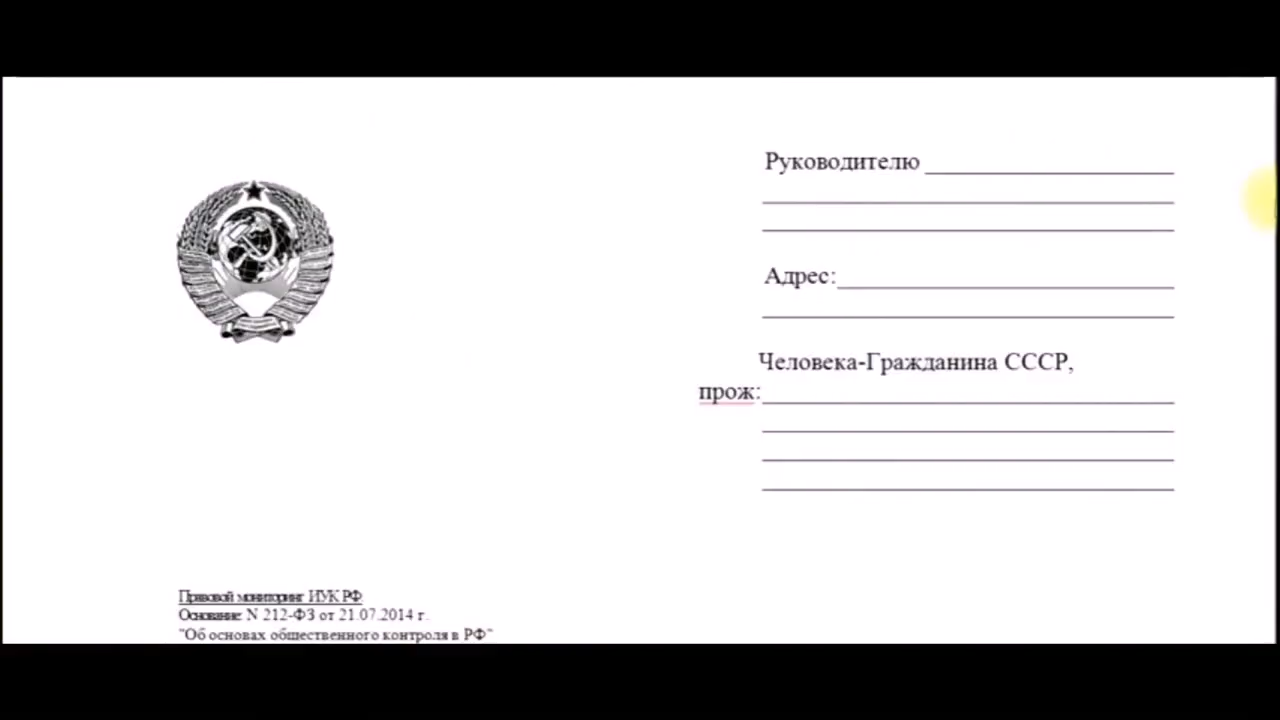 Руководителю
Адрес:
Человека-Гражданина СССР,
прож:
Правовой мониторинг ИУК РФ
Основание: N 212-ФЗ от 21.07.2014 г.
"Об основах общественного контроля в РФ"